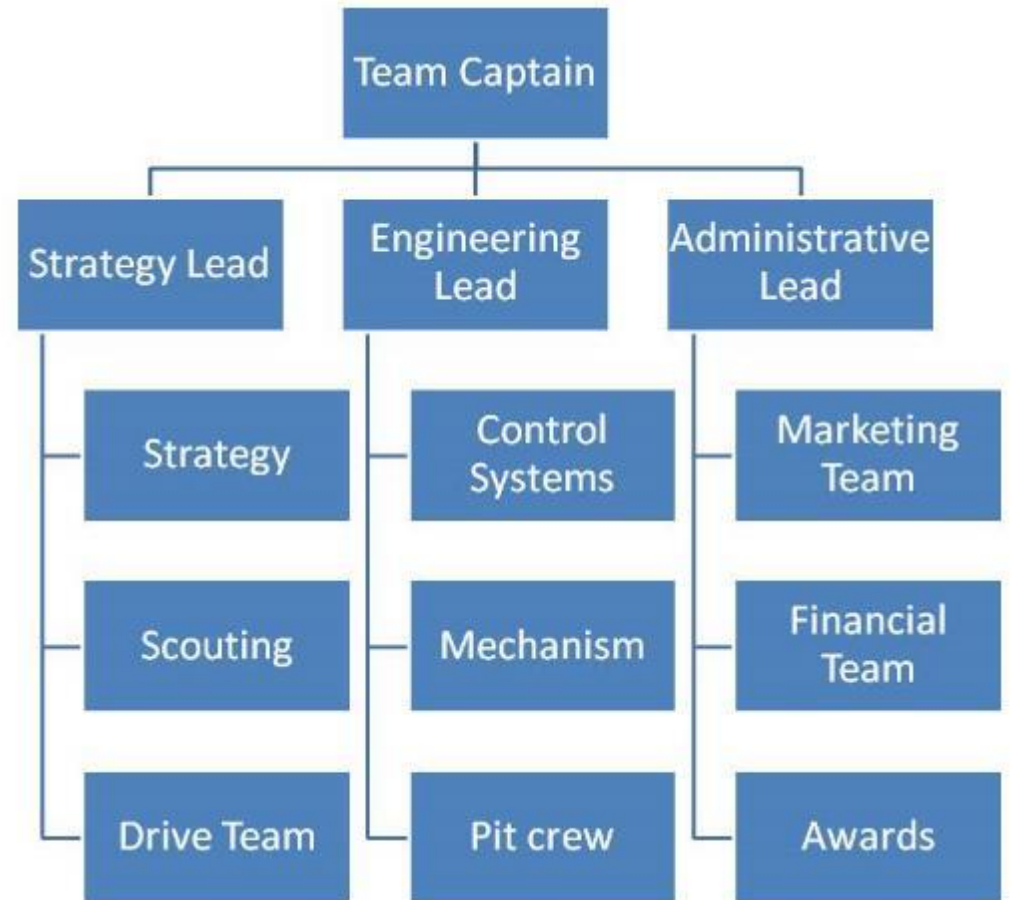 Team Captain
Strategy Lead
Engineering
Lead
Administrative
Lead
Strategy
Control
Systems
Marketing
Team
Scouting
Mechanism
Financial
Team
Drive Team
Pit crew
Awards